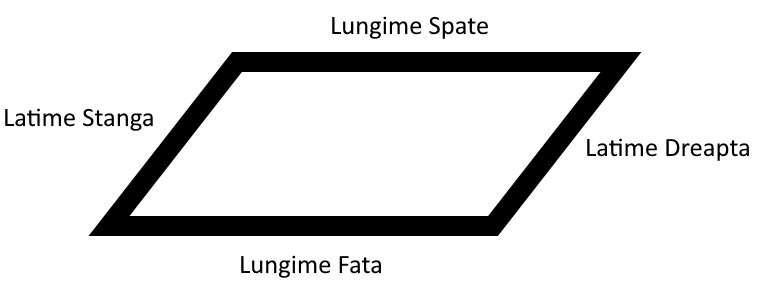 Lungime Spate
Latime Stanga
Latime Dreapta
Lungime Fata